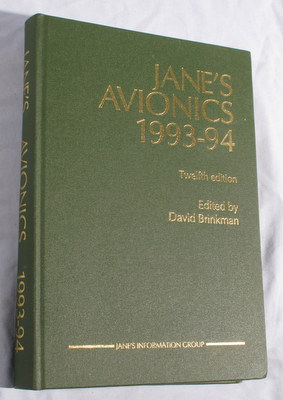 JANE'S AVIONICS 1993-94
JANE'S
AVIONICS
1993-94
Twelfth edition
Edited by
David Brinkman
JANE'S INFORMATION GROUP